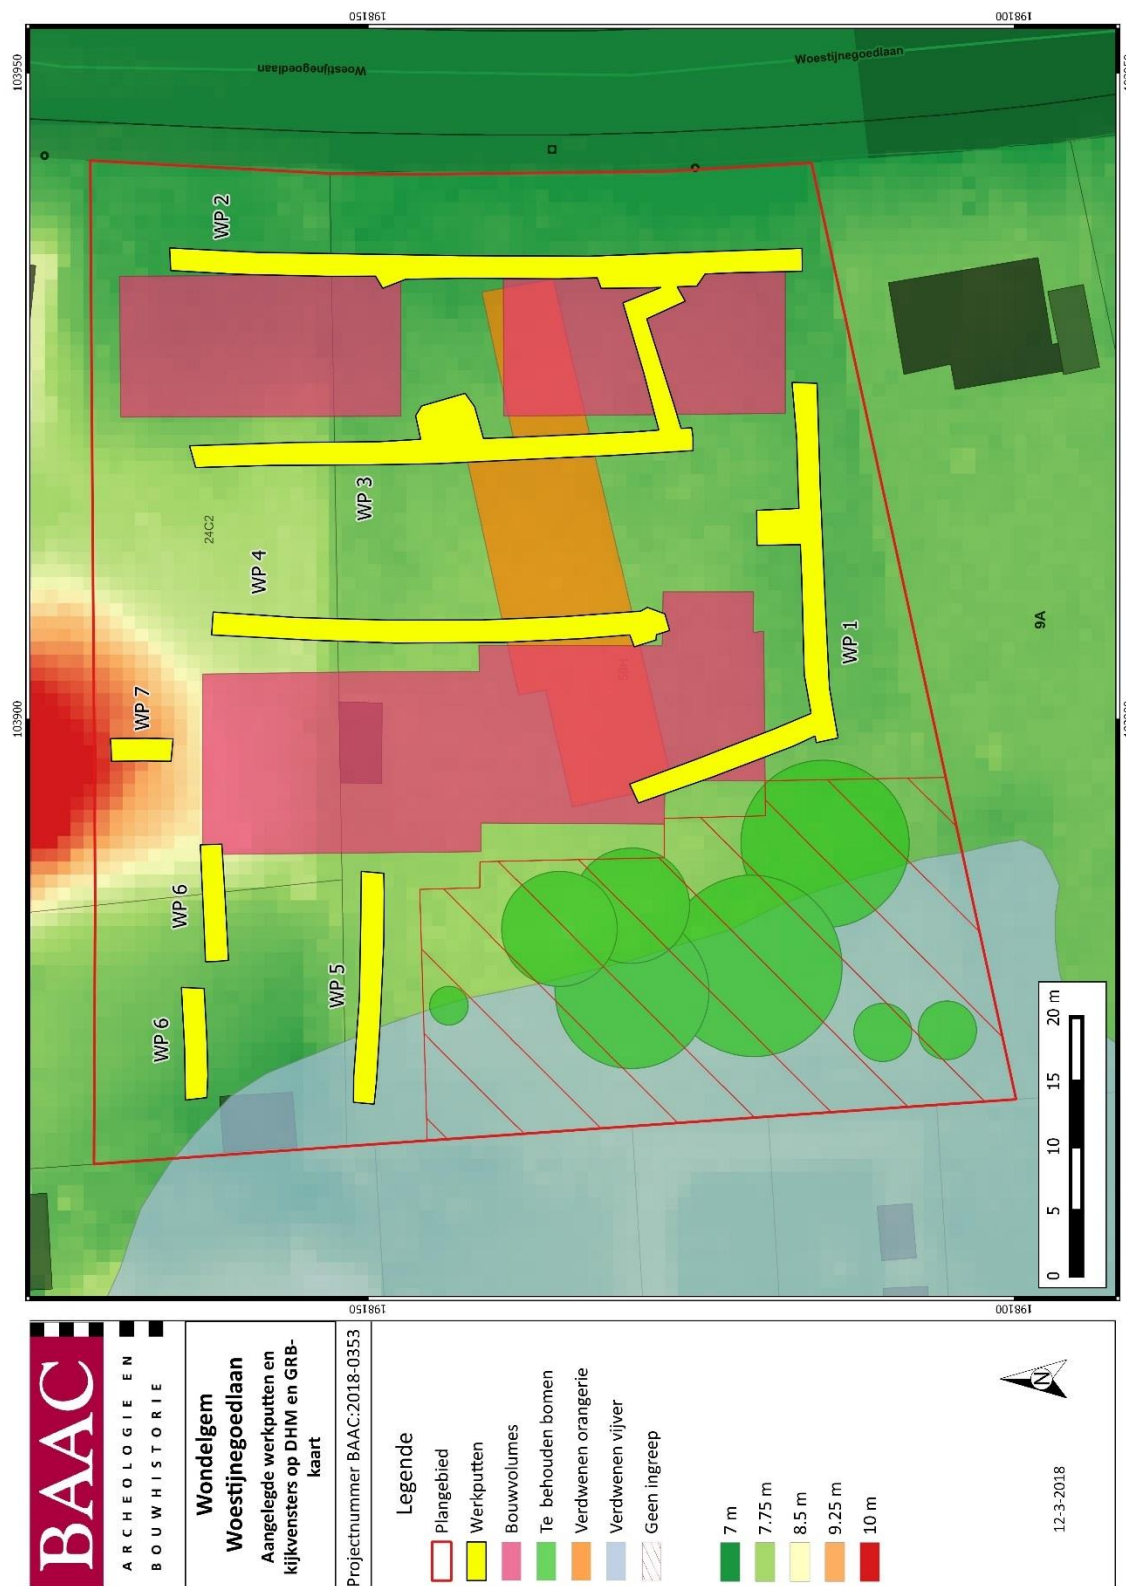 BAAC
ARCHEOLOGIE EN
BOUWHISTORIE
Wondelgem
Woestijnegoedlaan
Aangelegde werkputten en
kijkvensters op DHM en GRB-
kaart
Projectnummer BAAC:2018-0353
Legende
Plangebied
Werkputten
Bouwvolumes
Te behouden bomen
Verdwenen orangerie
Verdwenen vijver
Geen ingreep
7 m
7.75 m
8.5 m
9.25 m
10 m
N
12-3-2018
103900
103950
198150
198100
198150
198100
Woestijnegoedlaan
Woestijnegoedlaan
WP 2
WP 3
24C2
WP 4
WP 7
WP 6
WP 6
WP 5
WP 1
9A
0 5 10 15 20 m